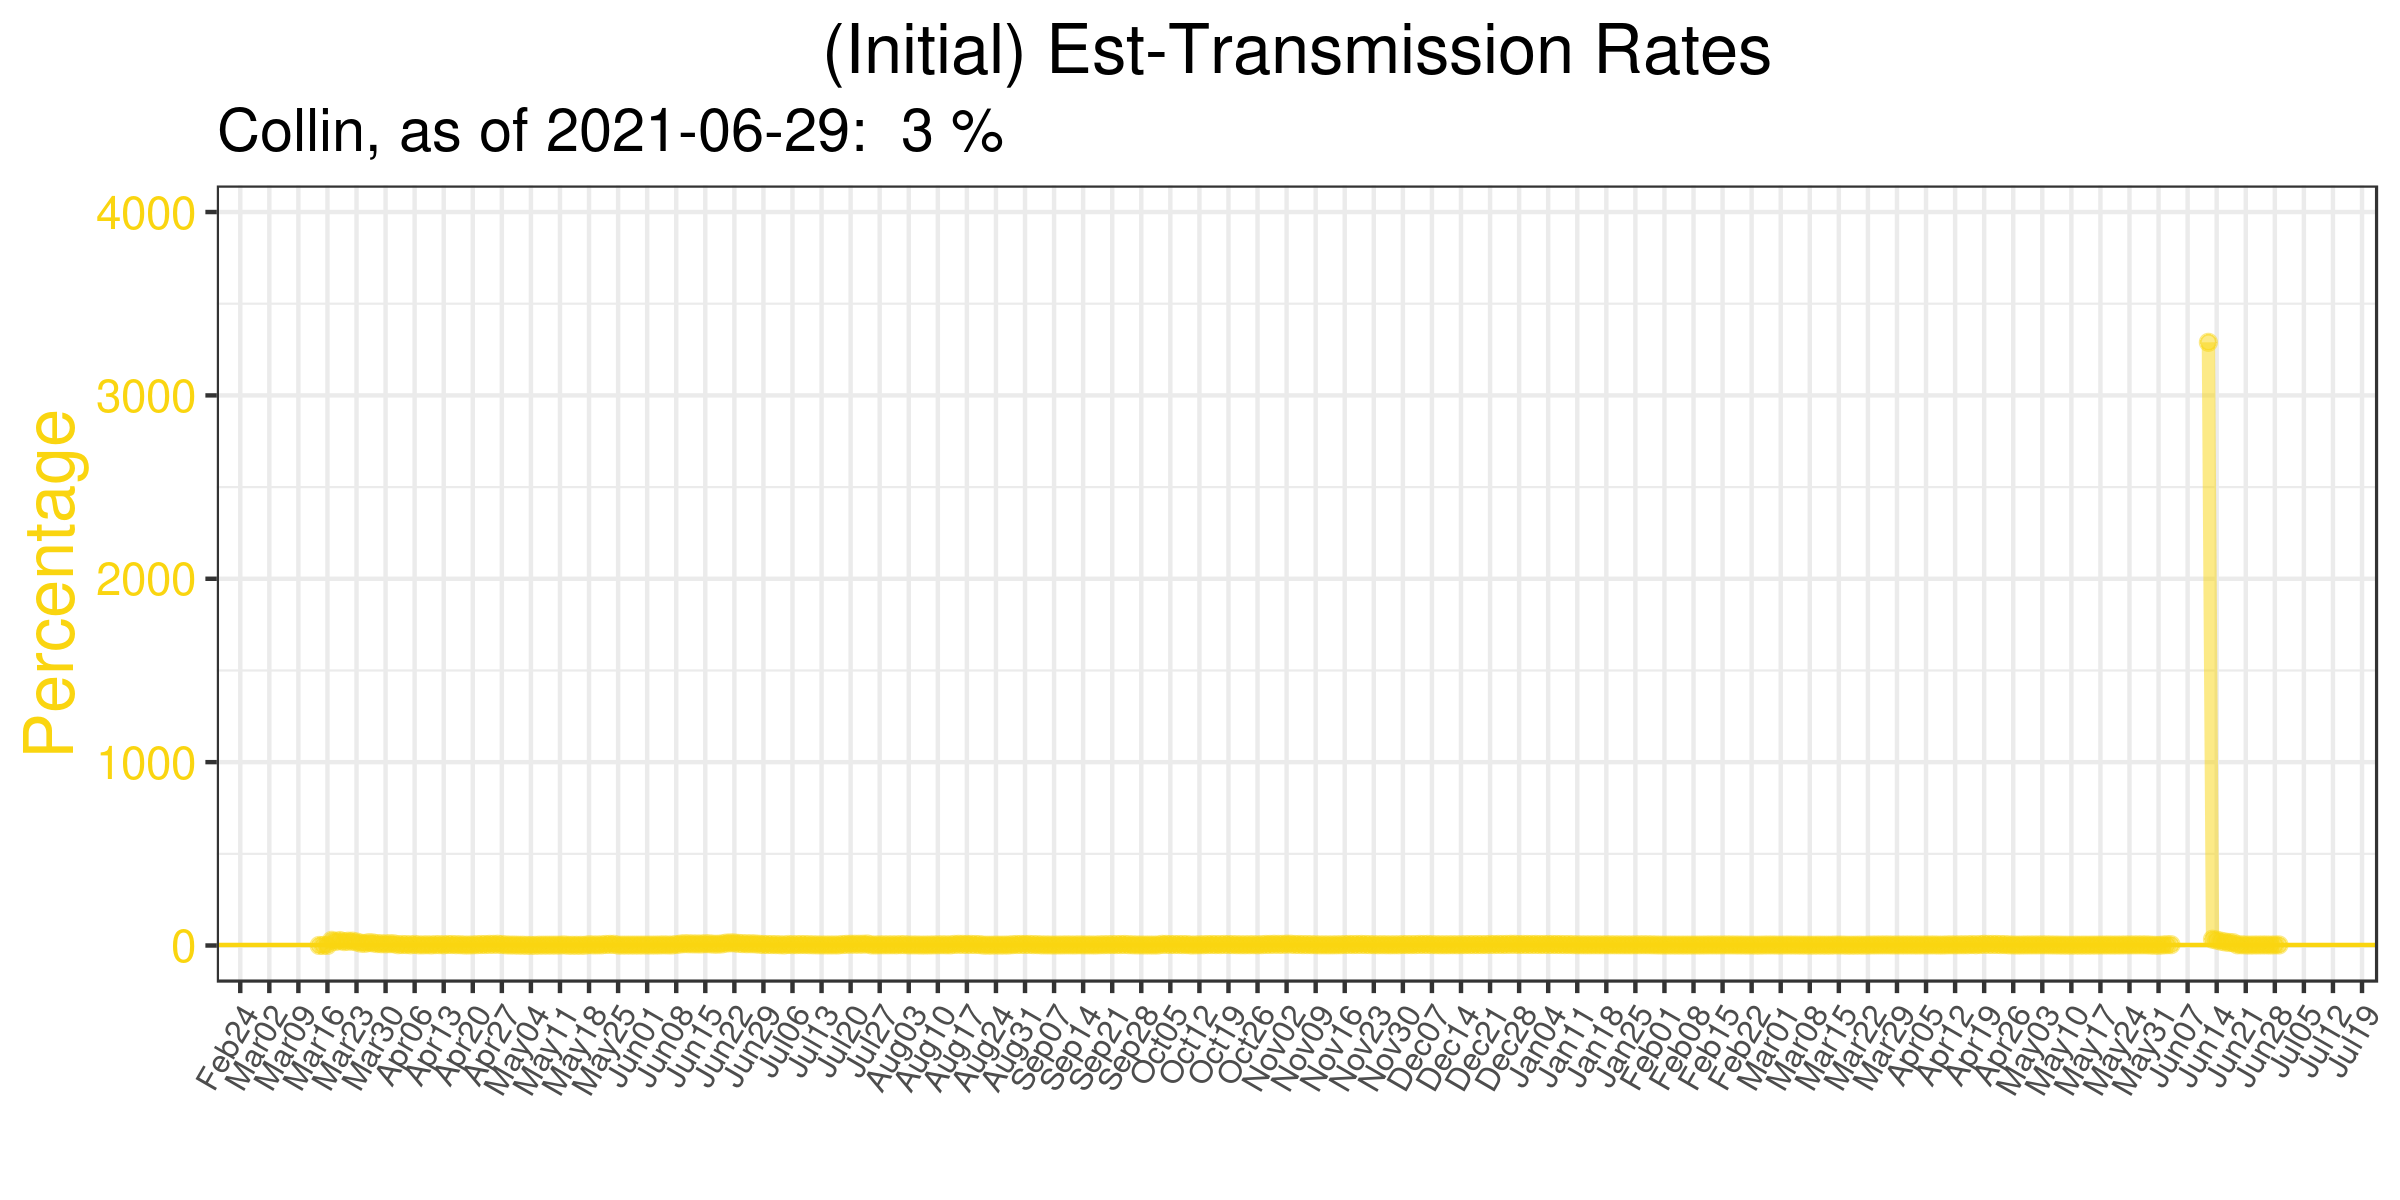 (Initial) Est-Transmission Rates
Collin, as of 2021-06-29:  3 %
Percentage
4000
3000
2000
1000
0
Feb24
Mar02
Mar09
Mar16
Mar23
Mar30
Apr06
Apr13
Apr20
Apr27
May04
May11
May18
May25
Jun01
Jun08
Jun15
Jun22
Jun29
Jul06
Jul13
Jul20
Jul27
Aug03
Aug10
Aug17
Aug24
Aug31
Sep07
Sep14
Sep21
Sep28
Oct05
Oct12
Oct19
Oct26
Nov02
Nov09
Nov16
Nov23
Nov30
Dec07
Dec14
Dec21
Dec28
Jan04
Jan11
Jan18
Jan25
Feb01
Feb08
Feb15
Feb22
Mar01
Mar08
Mar15
Mar22
Mar29
Apr05
Apr12
Apr19
Apr26
May03
May10
May17
May24
May31
Jun07
Jun14
Jun21
Jun28
Jul05
Jul12
Jul19